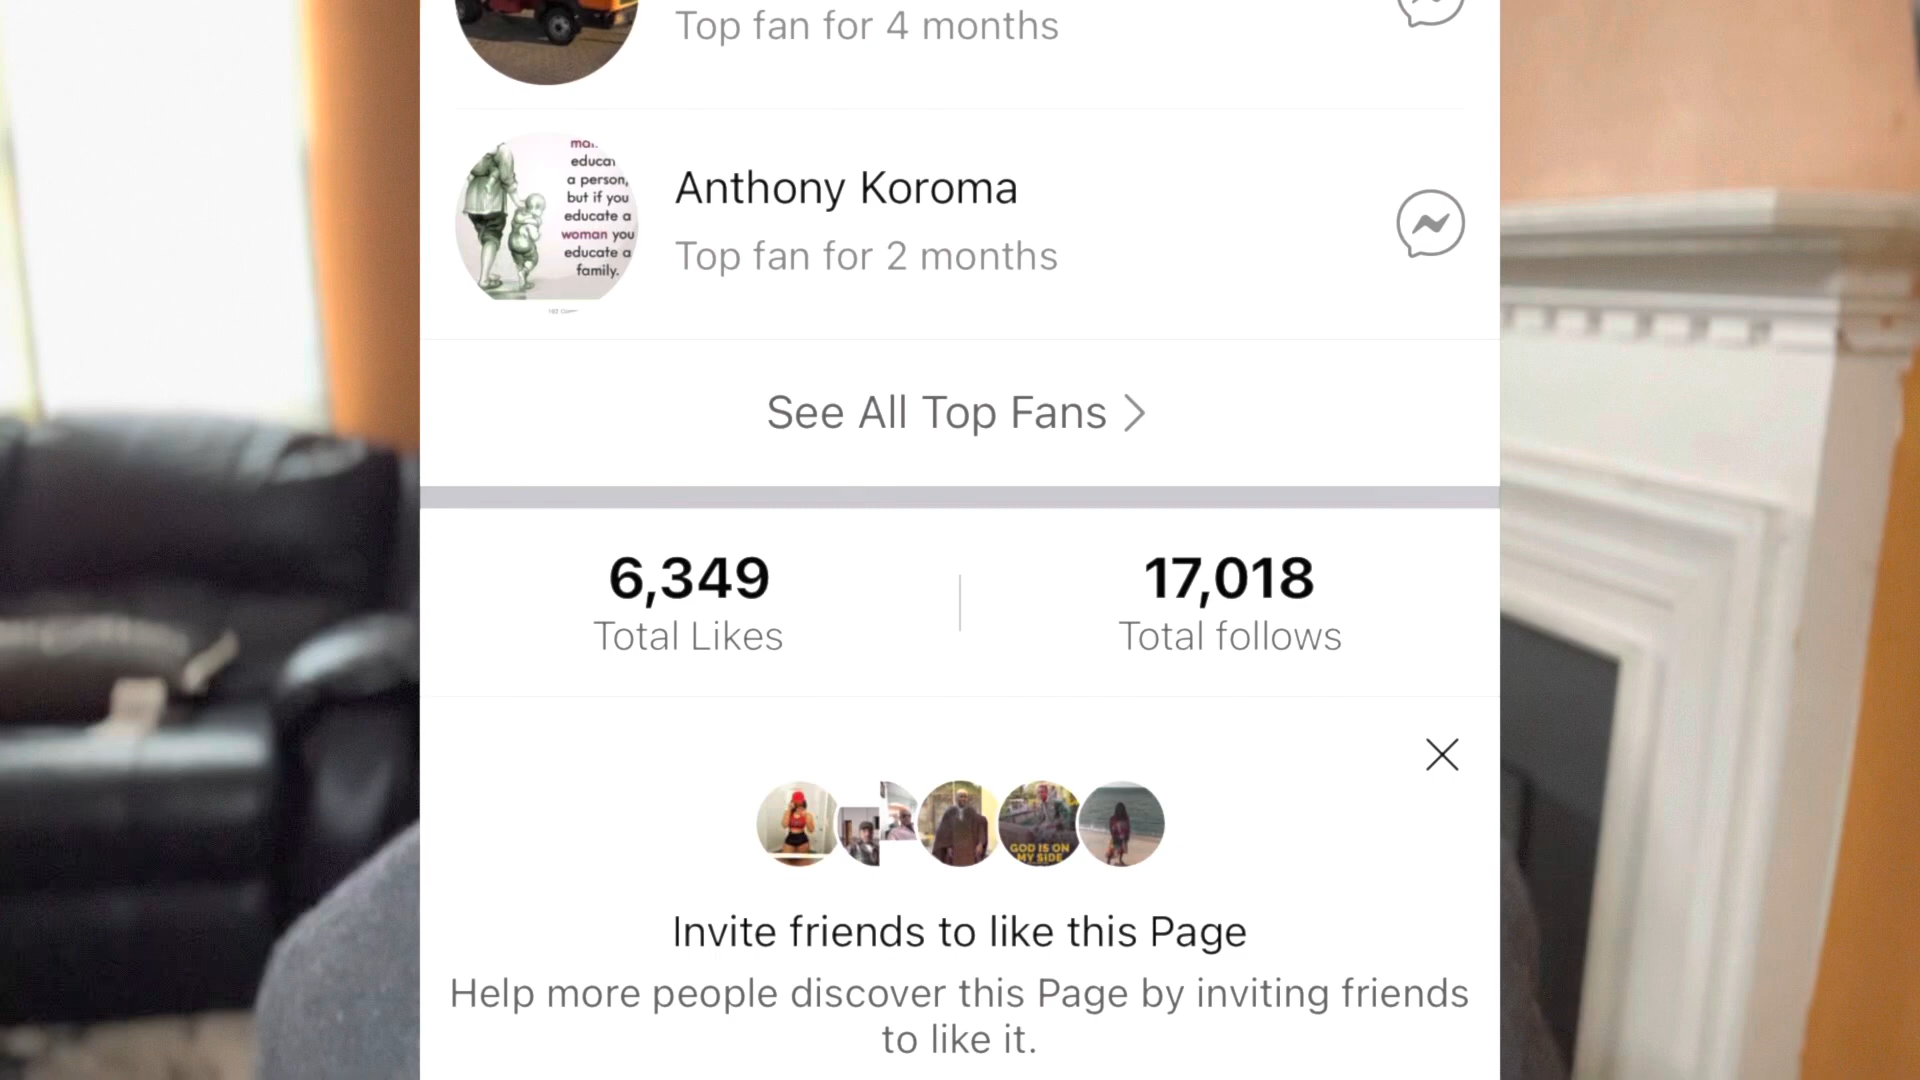 Top fan for 4 months
educa
a person,
but if you
educate a
woman you
educate a
family.
Anthony Koroma
Top fan for 2 months
See All Top Fans
6,349
Total Likes
17,018
Total follows
GOD IS ON
MY SIDE
Invite friends to like this Page
Help more people discover this Page by inviting friends
to like it.